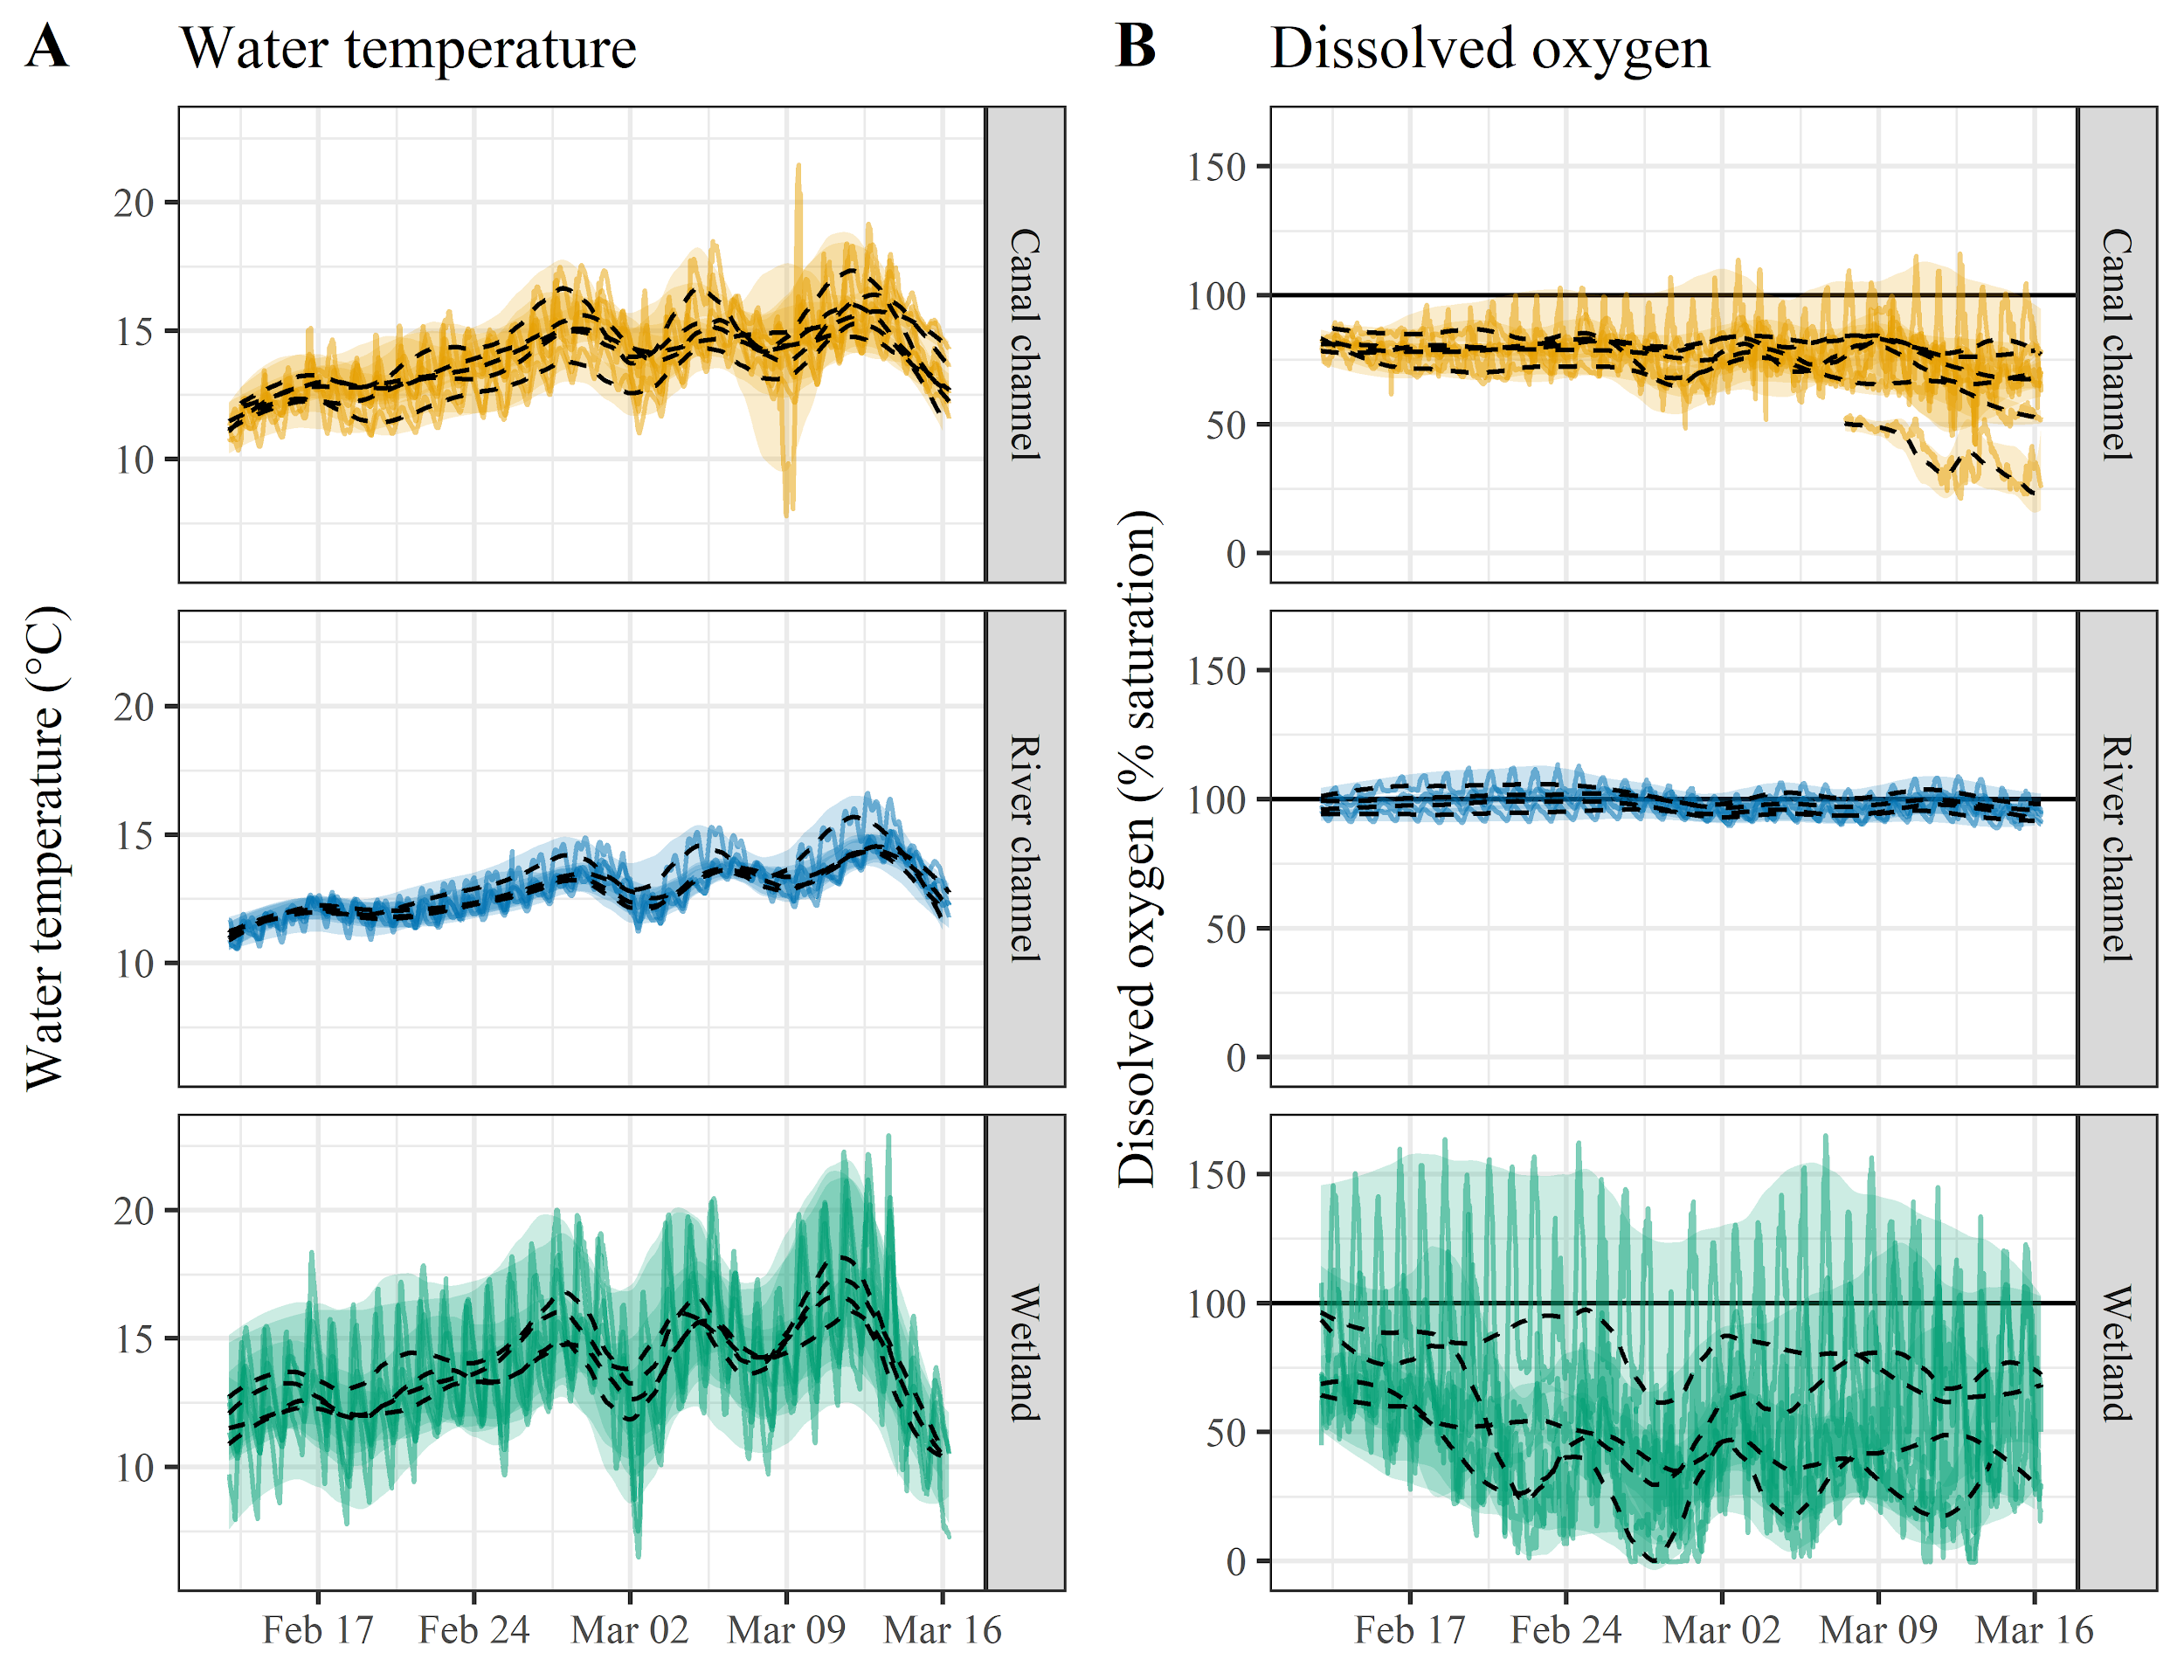 A Water temperature
Water temperature (°C)
20
15
10
Canal channel
20
15
10
River channel
20
15
10
Wetland
Feb 17 Feb 24 Mar 02 Mar 09 Mar 16
B Dissolved oxygen
Dissolved oxygen (% saturation)
150
100
50
0
Canal channel
150
100
50
0
River channel
150
100
50
0
Wetland
Feb 17 Feb 24 Mar 02 Mar 09 Mar 16